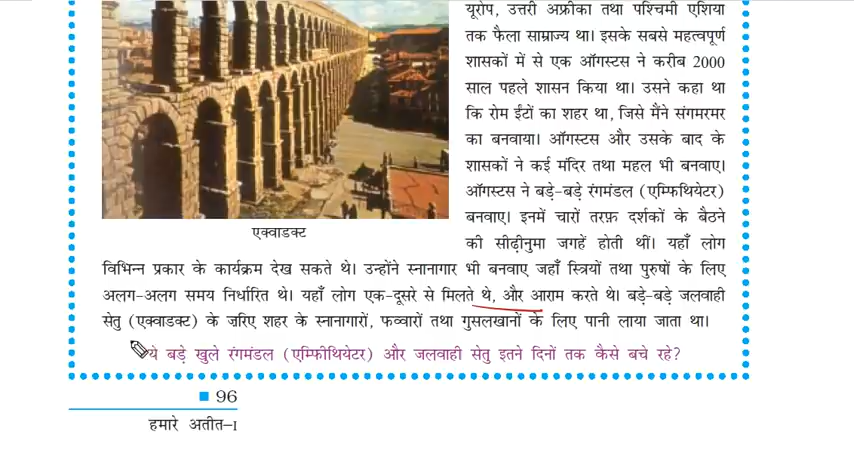 यूरोप, उत्तरी अफ्रीका तथा पश्चिमी एशिया
तक फैला साम्राज्य था। इसके सबसे महत्वपूर्ण
शासकों में से एक ऑगस्टस ने करीब 2000
साल पहले शासन किया था। उसने कहा था
कि रोम ईंटों का शहर था, जिसे मैंने संगमरमर
का बनवाया। ऑगस्टस और उसके बाद के
शासकों ने कई मंदिर तथा महल भी बनवाए।
ऑगस्टस ने बड़े-बड़े रंगमंडल (एम्फिथियेटर)
बनवाए। इनमें चारों तरफ़ दर्शकों के बैठने
एक्वाडक्ट
की सीढ़ीनुमा जगहें होती थीं। यहाँ लोग
विभिन्न प्रकार के कार्यक्रम देख सकते थे। उन्होंने स्नानागार भी बनवाए जहाँ स्त्रियों तथा पुरुषों के लिए
अलग-अलग समय निर्धारित थे। यहाँ लोग एक-दूसरे से मिलते थे, और आराम करते थे। बड़े-बड़े जलवाही
सेतु (एक्वाडक्ट) के ज़रिए शहर के स्नानागारों, फव्वारों तथा गुसलखानों के लिए पानी लाया जाता था।
ये बड़े खुले रंगमंडल (एम्फीथियेटर) और जलवाही सेतु इतने दिनों तक कैसे बचे रहे?
96
हमारे अतीत-I